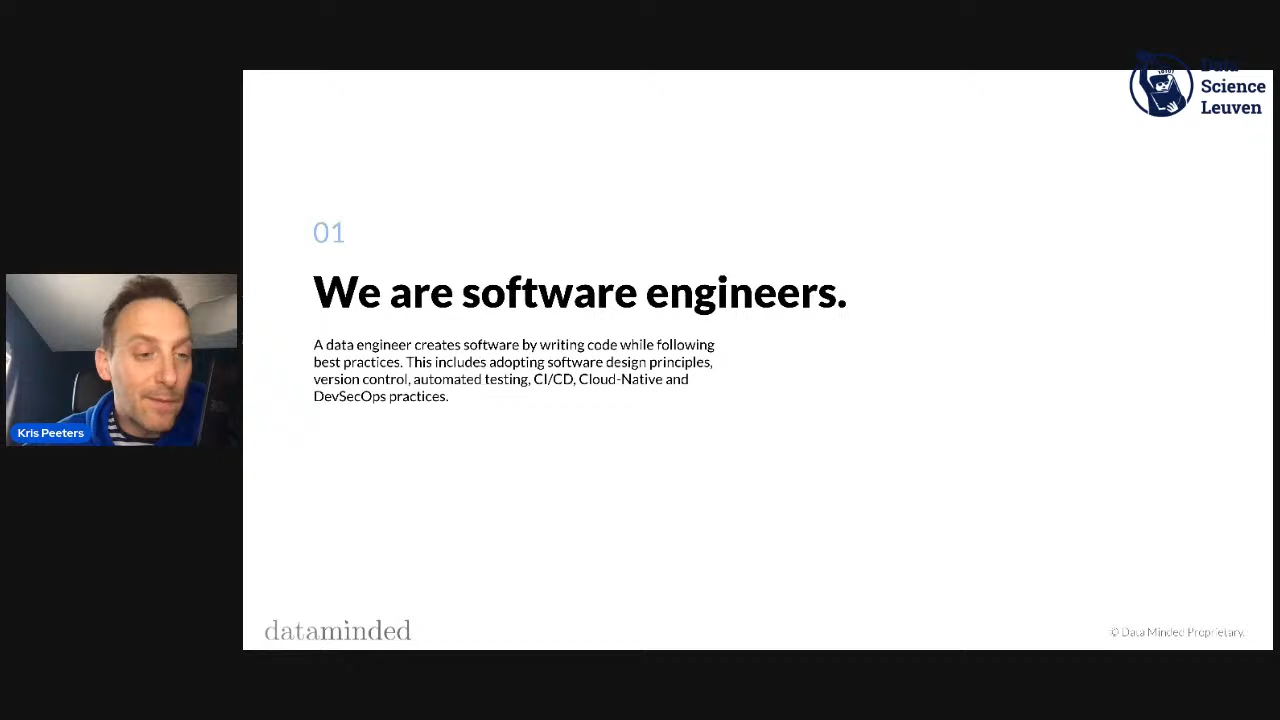 Data
Science
Leuven
01
We are software engineers.
A data engineer creates software by writing code while following
best practices. This includes adopting software design principles,
version control, automated testing, CI/CD, Cloud-Native and
DevSecOps practices.
Kris Peeters
dataminded
© Data Minded Proprietary.